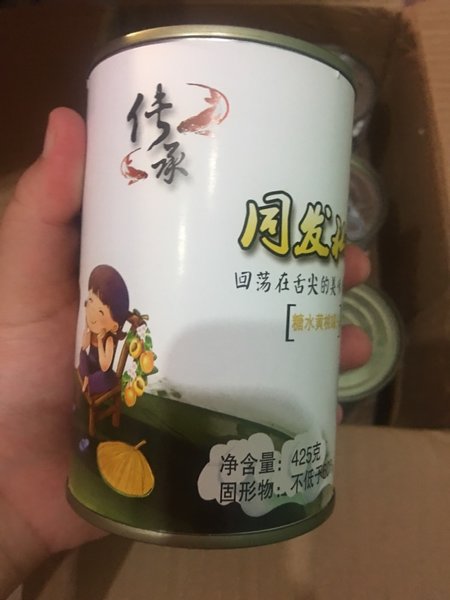 传承
同发
回荡在舌尖的美
糖水黄桃
净含量：425克
固形物：不低于